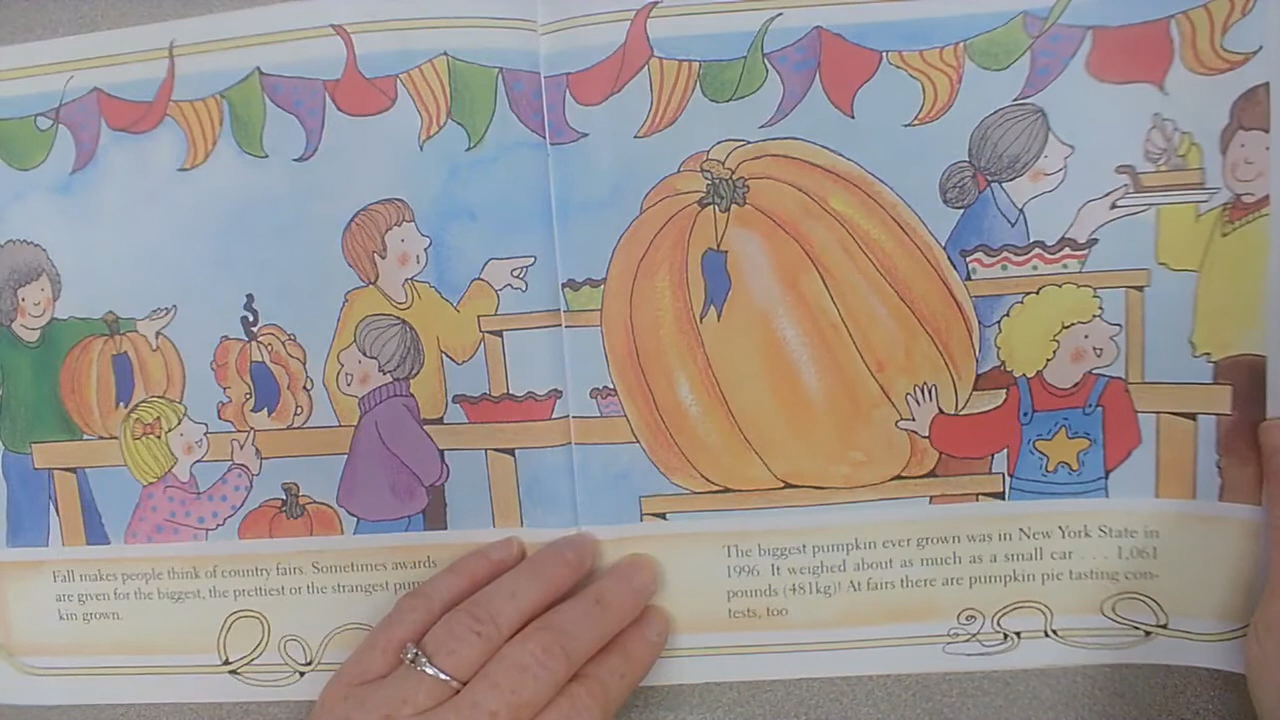 Fall makes people think of country fairs. Sometimes awards
are given for the biggest, the prettiest or the strangest
kin grown.
The biggest pumpkin ever grown was in New York State in
1996. It weighed about as much as a small car . . . 1,061
pounds (481kg)! At fairs there are pumpkin pie tasting con-
tests, too